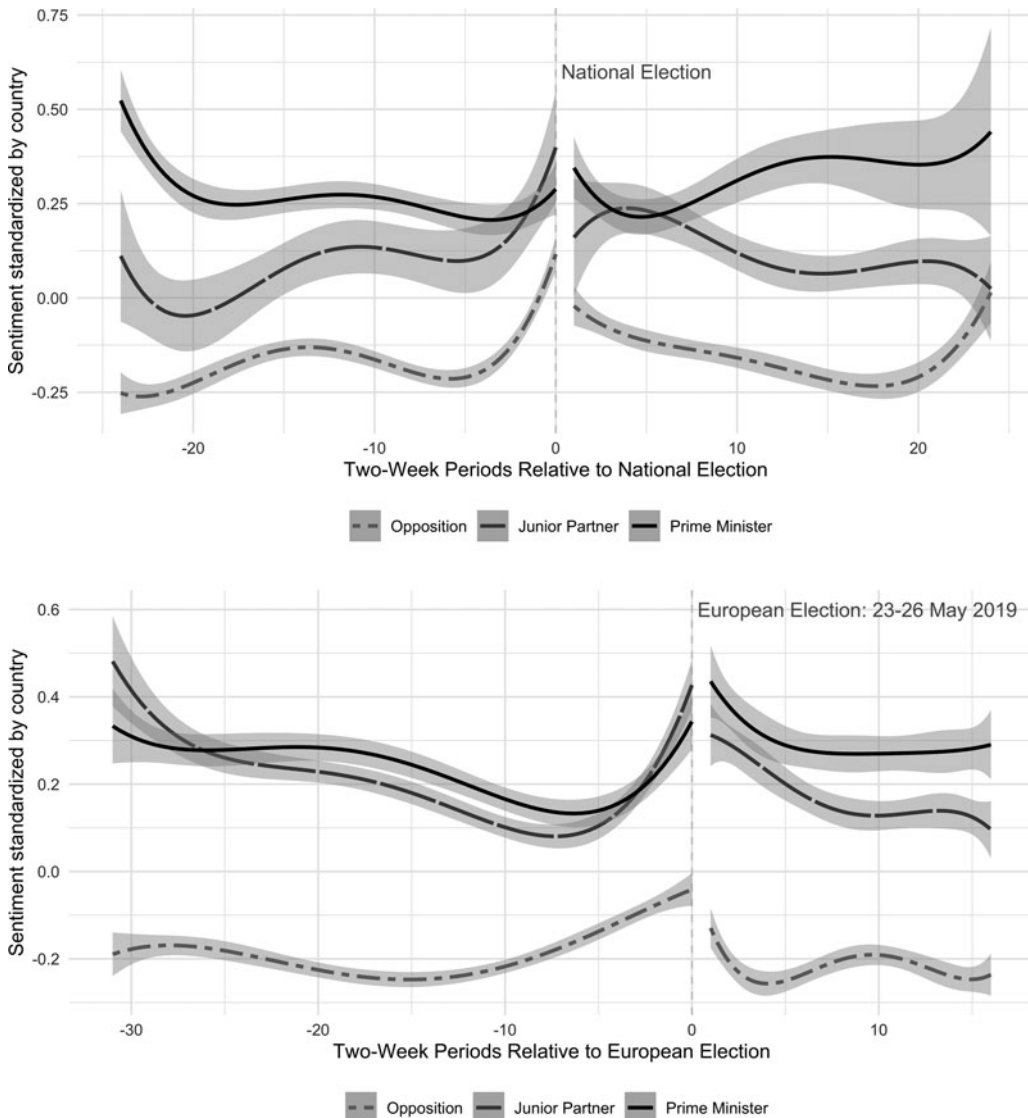 0.75
National Election
0.50
0.25
0.00
-0.25
Sentiment standardized by country
-20
-10
0
10
20
Two-Week Periods Relative to National Election
Opposition Junior Partner Prime Minister
0.6
European Election: 23-26 May 2019
0.4
0.2
0.0
-0.2
Sentiment standardized by country
-30
-20
-10
0
10
Two-Week Periods Relative to European Election
Opposition Junior Partner Prime Minister